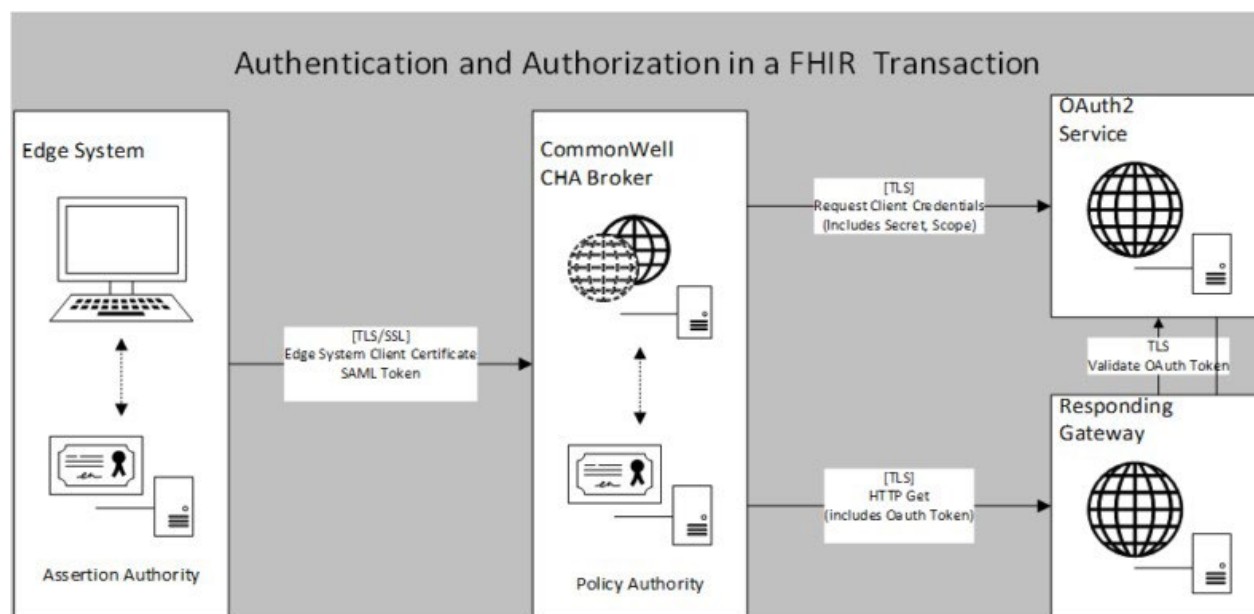 Authentication and Authorization in a FHIR Transaction
Edge System
Assertion Authority
[TLS/SSL]
Edge System Client Certificate
SAML Token
CommonWell
CHA Broker
Policy Authority
[TLS]
Request Client Credentials
(Includes Secret, Scope)
[TLS]
HTTP Get
(includes Oauth Token)
OAuth2
Service
TLS
Validate OAuth Token
Responding
Gateway